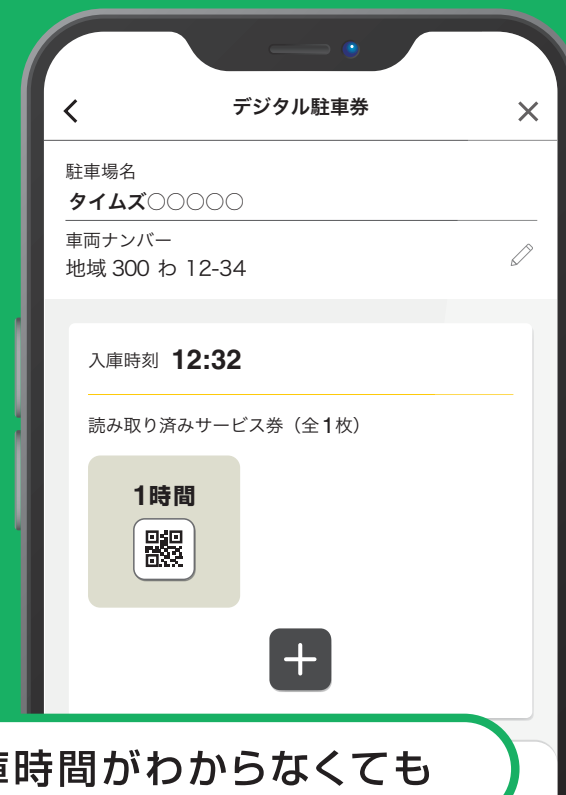 デジタル駐車券
駐車場名
タイムズ○○○○○
車両ナンバー
地域 300 わ 12-34
入庫時刻 12:32
読み取り済みサービス券（全1枚）
1時間
庫時間がわからなくても